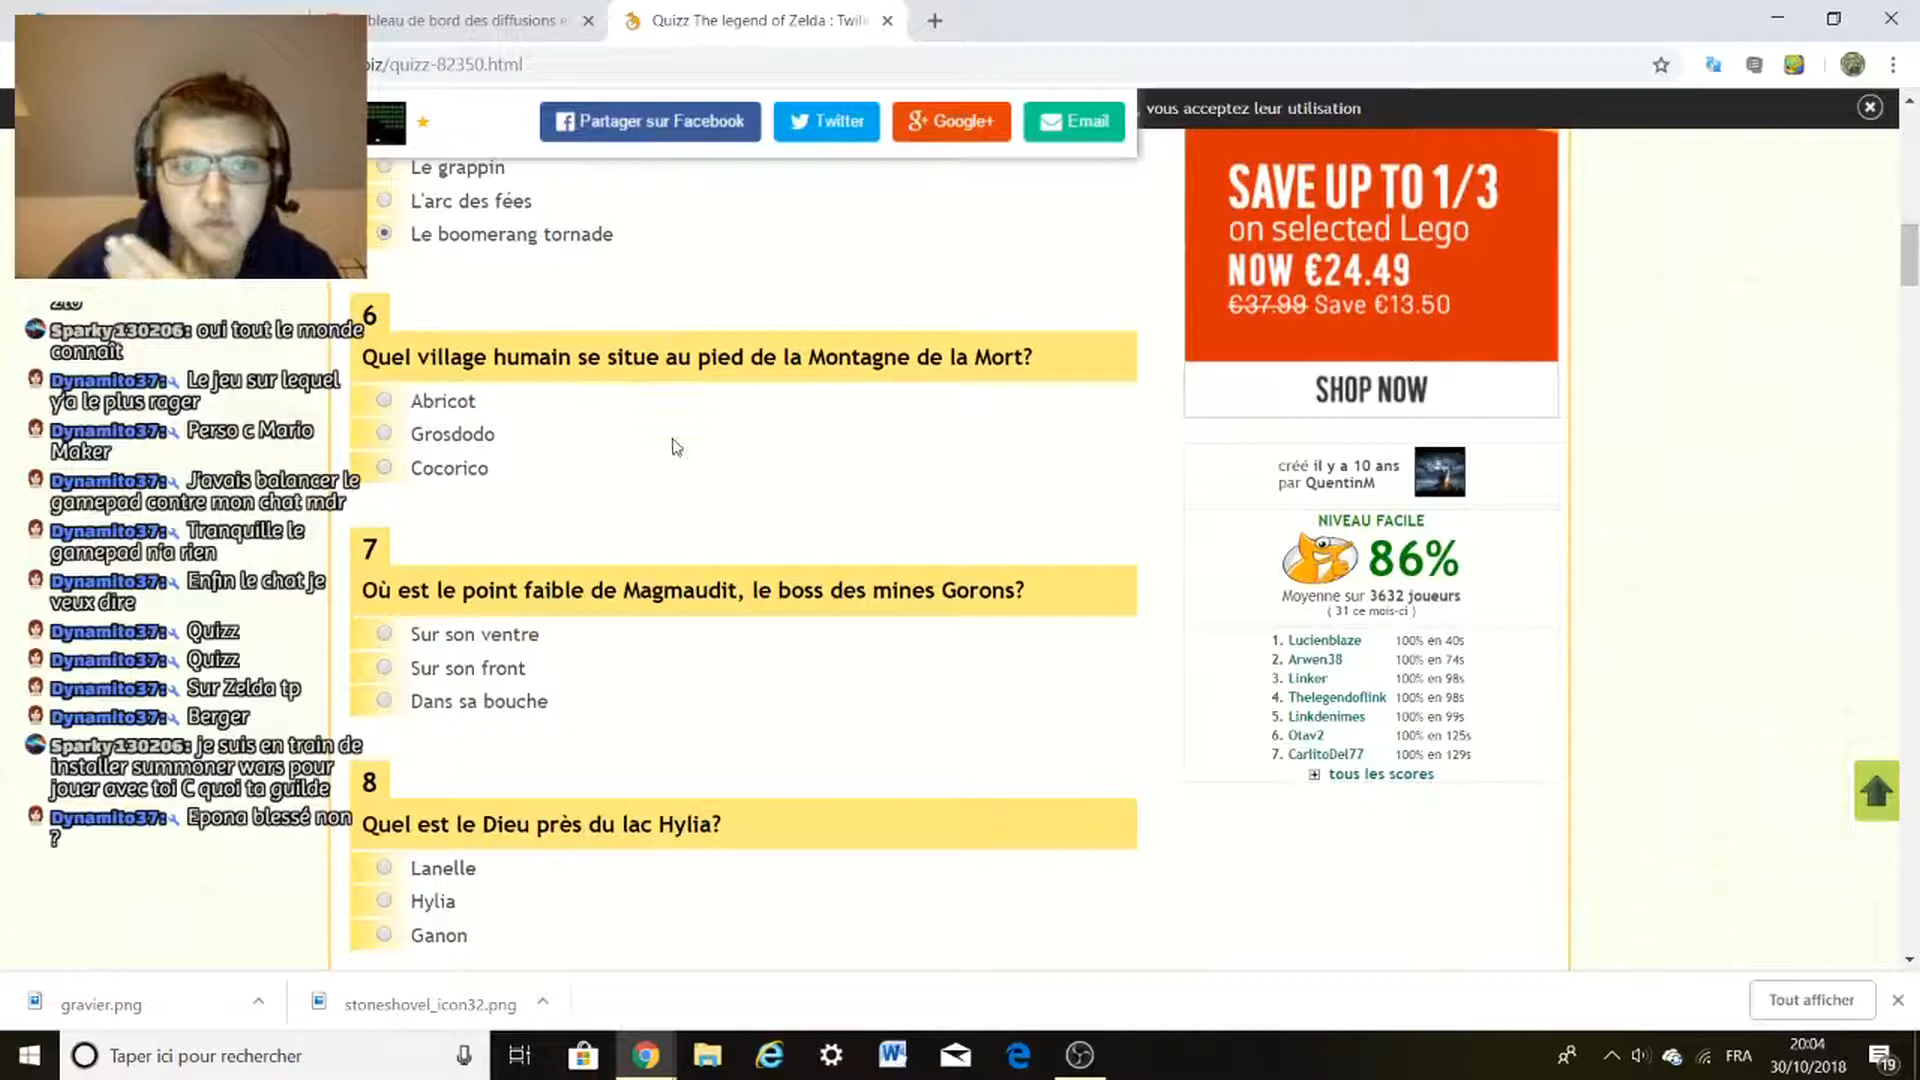 bleau de bord des diffusions e
Quizz The legend of Zelda : Twili
biz/quizz-82350.html
Partager sur Facebook
Twitter
g+ Google+
Email
vous acceptez leur utilisation
Le grappin
L'arc des fées
Le boomerang tornade
6
Quel village humain se situe au pied de la Montagne de la Mort?
Abricot
Grosdodo
Cocorico
7
Où est le point faible de Magmaudit, le boss des mines Gorons?
Sur son ventre
Sur son front
Dans sa bouche
8
Quel est le Dieu près du lac Hylia?
Lanelle
Hylia
Ganon
Sparky130206: oui tout le monde
connaît
Dynamito37: Le jeu sur lequel
y'a le plus rager
Dynamito37: Perso c Mario
Maker
Dynamito37: J'avais balancer le
gamepad contre mon chat mdr
Dynamito37: Tranquille le
gamepad n'a rien
Dynamito37: Enfin le chat je
veux dire
Dynamito37: Quizz
Dynamito37: Quizz
Dynamito37: Sur Zelda tp
Dynamito37: Berger
Sparky130206: je suis en train de
installer summoner wars pour
jouer avec toi C quoi ta guilde
Dynamito37: Epona blessé non
?
SAVE UP TO 1/3
on selected Lego
NOW €24.49
€37.99 Save €13.50
SHOP NOW
créé il y a 10 ans
par QuentinM
NIVEAU FACILE
86%
Moyenne sur 3632 joueurs
( 31 ce mois-ci )
1. Lucienblaze 100% en 40s
2. Arwen38 100% en 74s
3. Linker 100% en 98s
4. Thelegendoflink 100% en 98s
5. Linkdenimes 100% en 99s
6. Otav2 100% en 125s
7. CarlitoDel77 100% en 129s
tous les scores
gravier.png
stoneshovel_icon32.png
Tout afficher
Taper ici pour rechercher
FRA
20:04
30/10/2018
19